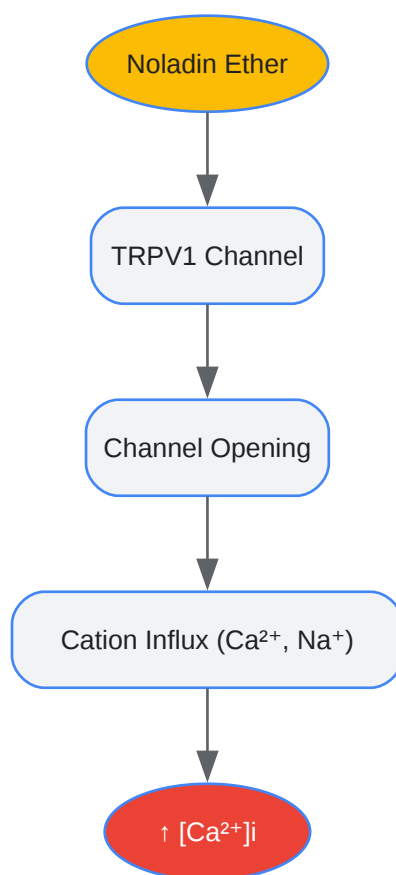 Noladin Ether
TRPV1 Channel
Channel Opening
Cation Influx (Ca²⁺, Na⁺)
↑ [Ca²⁺]i